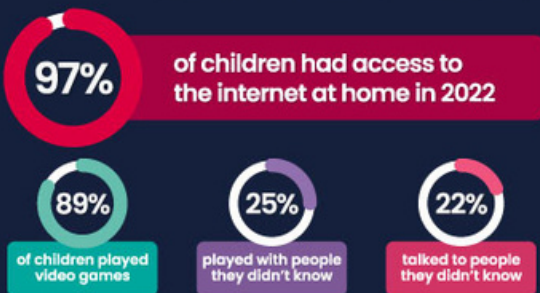 97%
of children had access to
the internet at home in 2022
89%
of children played
video games
25%
played with people
they didn't know
22%
talked to people
they didn't know